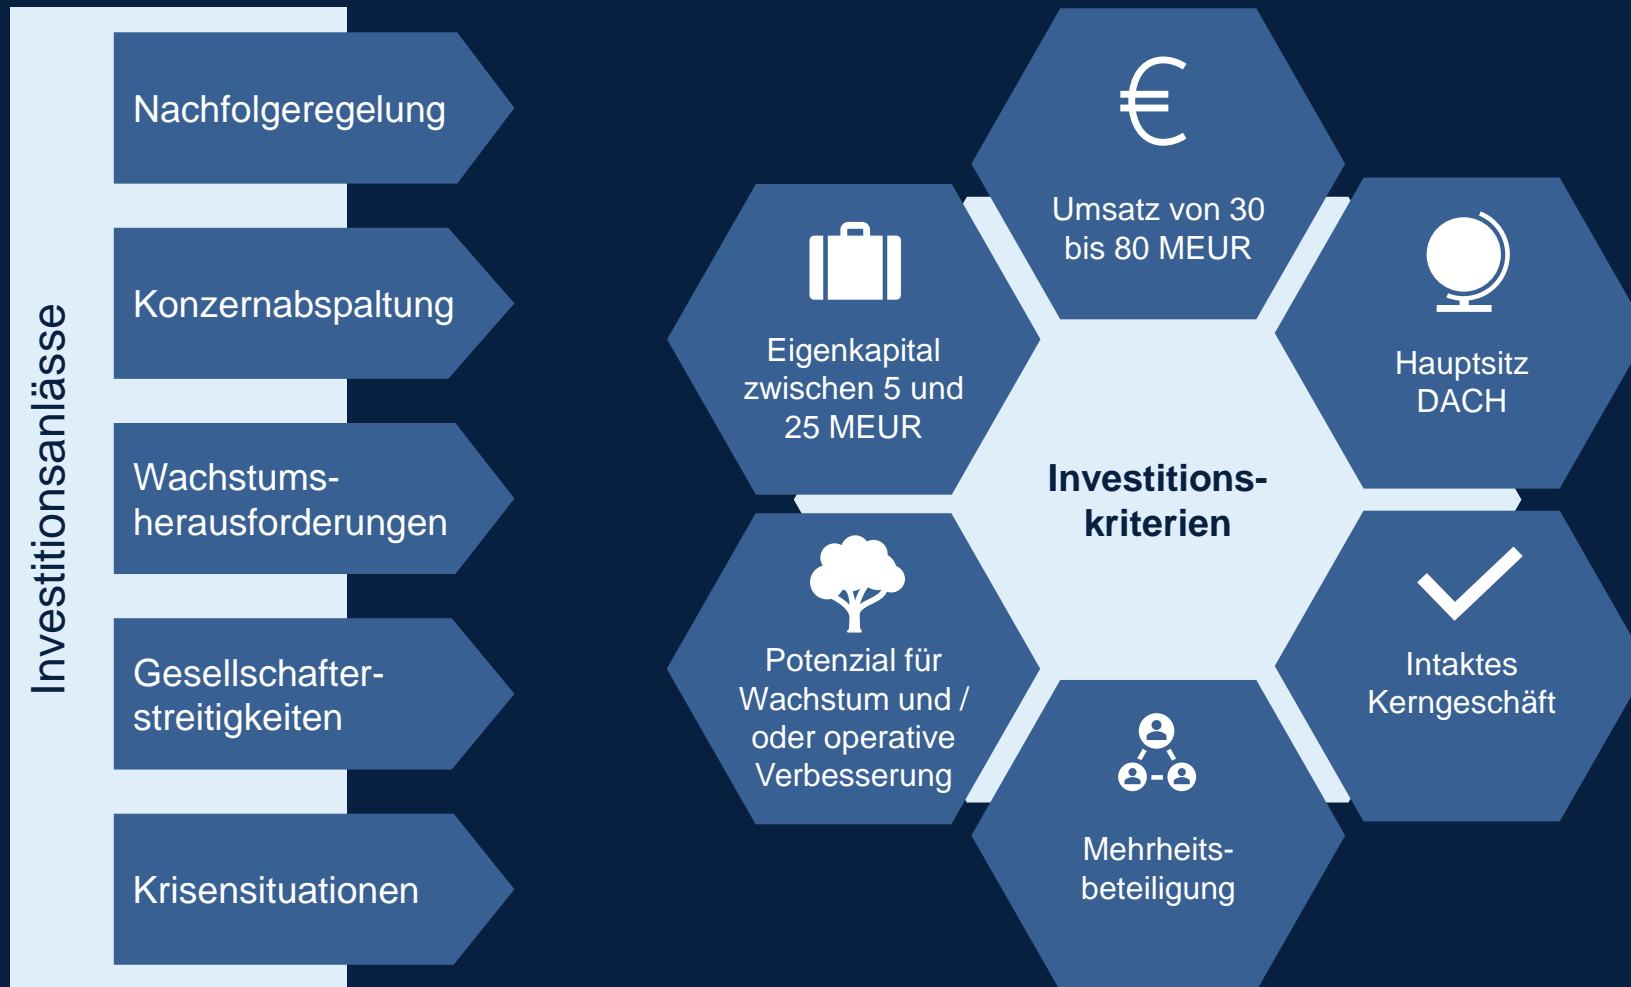 Investitionsanlässe
Nachfolgeregelung
Konzernabspaltung
Wachstums-
herausforderungen
Gesellschafter-
streitigkeiten
Krisensituationen
€
Umsatz von 30
bis 80 MEUR
Eigenkapital
zwischen 5 und
25 MEUR
Hauptsitz
DACH
Investitions-
kriterien
Potenzial für
Wachstum und /
oder operative
Verbesserung
Intaktes
Kerngeschäft
Mehrheits-
beteiligung